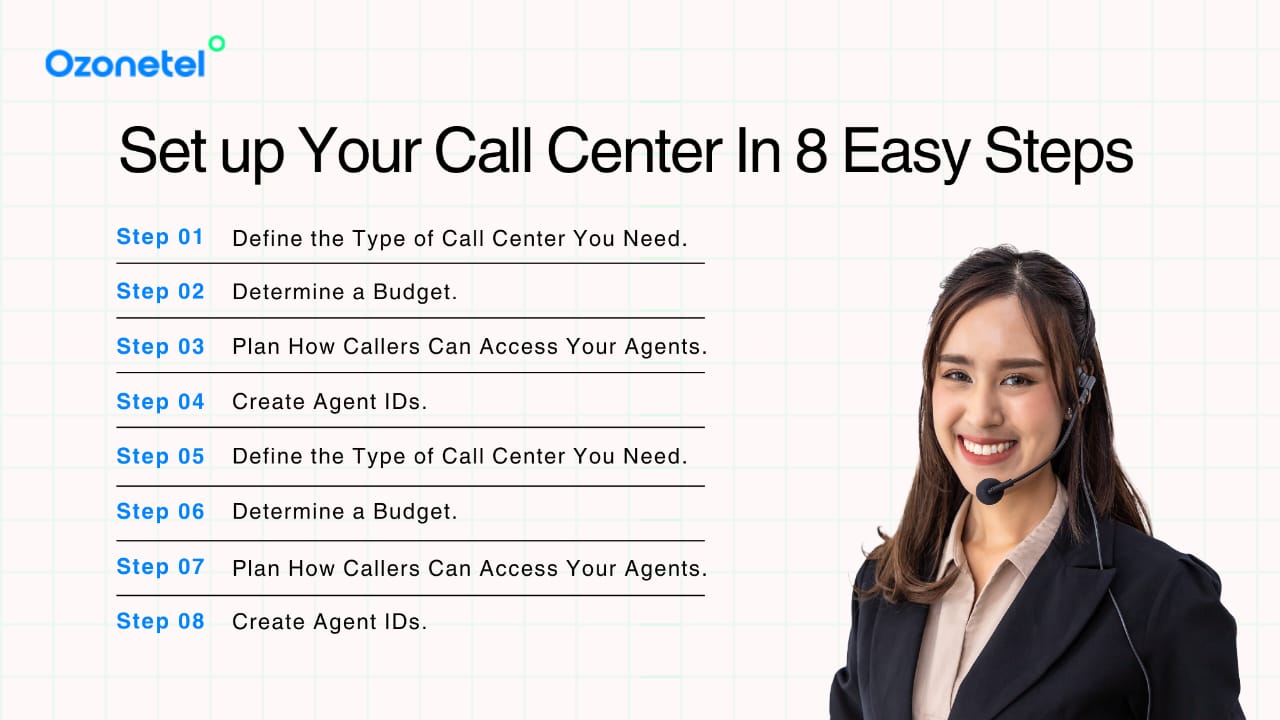 Ozonetel
Set up Your Call Center In 8 Easy Steps
Step 01 Define the Type of Call Center You Need.
Step 02 Determine a Budget.
Step 03 Plan How Callers Can Access Your Agents.
Step 04 Create Agent IDs.
Step 05 Define the Type of Call Center You Need.
Step 06 Determine a Budget.
Step 07 Plan How Callers Can Access Your Agents.
Step 08 Create Agent IDs.